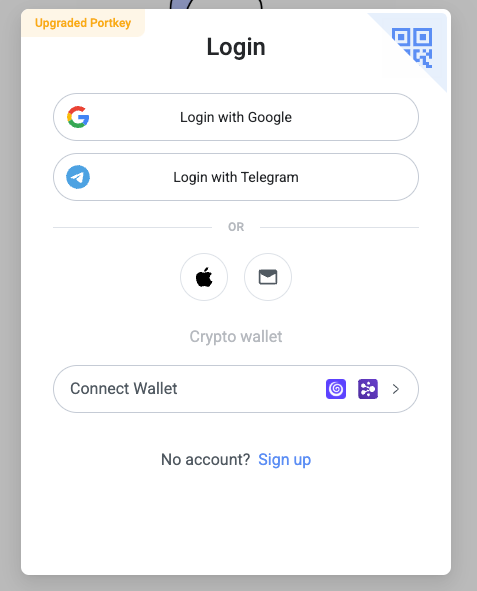 Upgraded Portkey
Login
Login with Google
Login with Telegram
OR
Crypto wallet
Connect Wallet
No account? Sign up